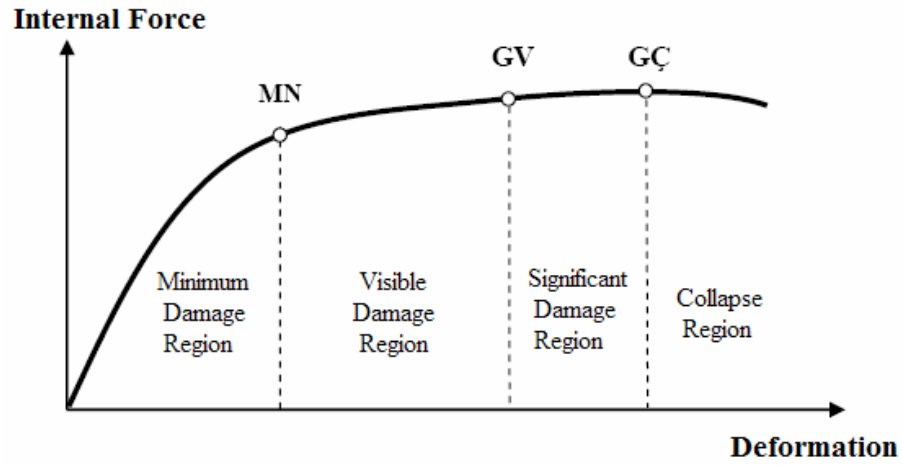 Internal Force
MN
GV
GÇ
Minimum
Damage
Region
Visible
Damage
Region
Significant
Damage
Region
Collapse
Region
Deformation